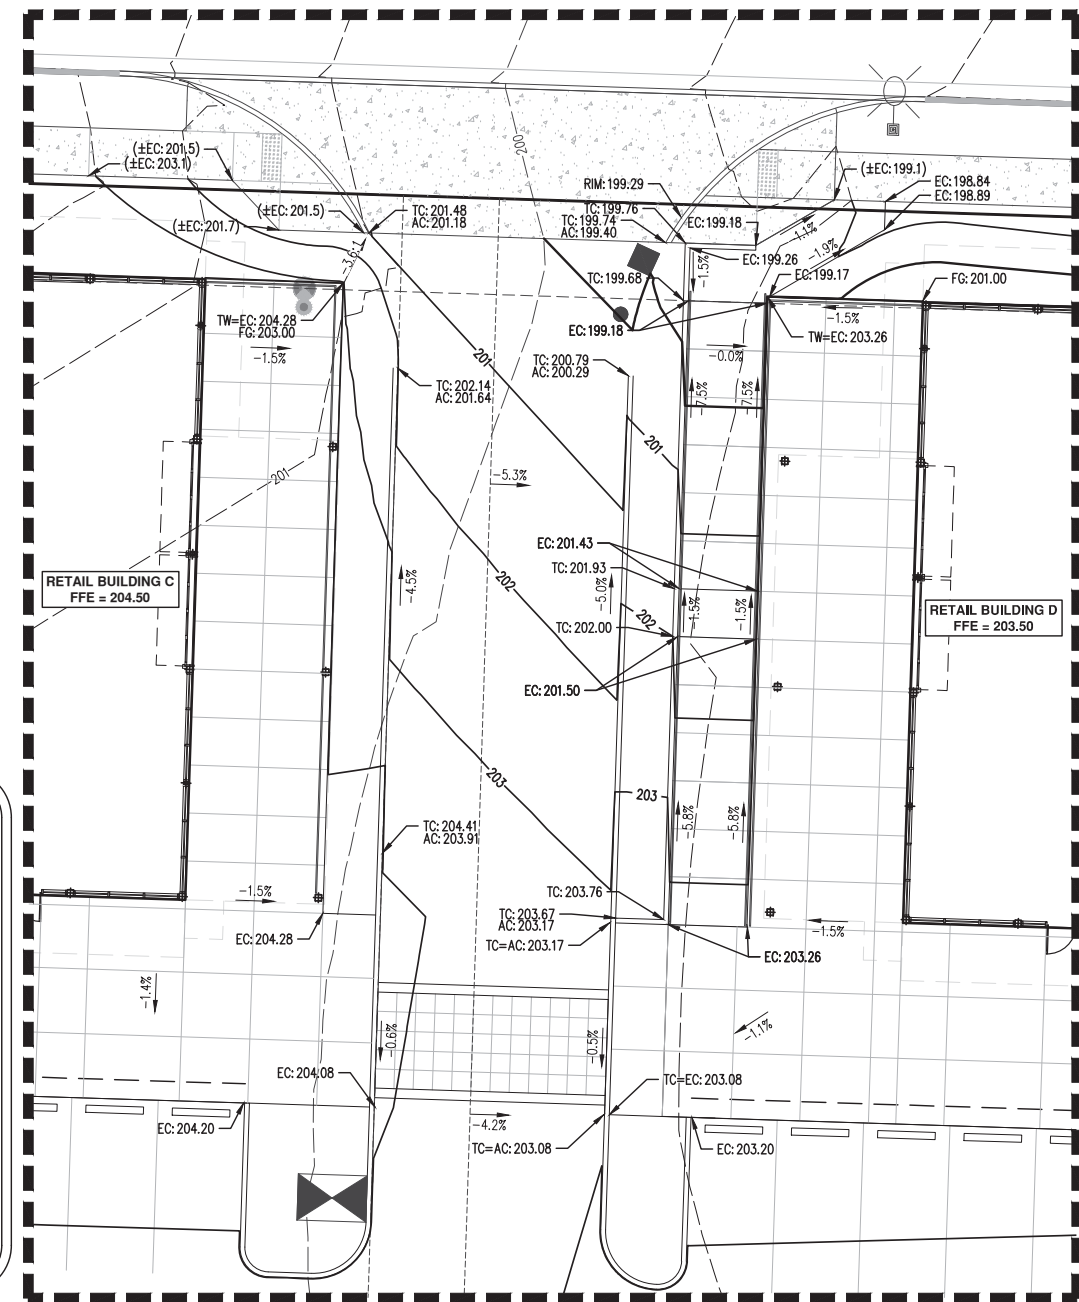 200
(±EC: 201.5)
(±EC: 203.1)
(±EC: 199.1)
EC: 198.84
EC: 198.89
RIM: 199.29
TC: 199.76
TC: 199.74
AC: 199.40
EC: 199.18
(±EC: 201.5)
TC: 201.48
AC: 201.18
(±EC: 201.7)
-3.6:1
-1.1%
-1.9%
EC: 199.26
EC: 199.17
-1.5%
TC: 199.68
FG: 201.00
TW=EC: 204.28
FG: 203.00
-1.5%
EC: 199.18
-1.5%
TW=EC: 203.26
-0.0%
201
TC: 200.79
AC: 200.29
TC: 202.14
AC: 201.64
-7.5%
-7.5%
201
-5.3%
201
EC: 201.43
TC: 201.93
202
-4.5%
-5.0%
202
-1.5%
-1.5%
RETAIL BUILDING C
FFE = 204.50
RETAIL BUILDING D
FFE = 203.50
TC: 202.00
EC: 201.50
203
203
-5.8%
-5.8%
TC: 204.41
AC: 203.91
-1.5%
TC: 203.76
TC: 203.67
AC: 203.17
TC=AC: 203.17
EC: 204.28
-1.5%
EC: 203.26
-1.4%
-0.6%
-0.5%
-1.1%
EC: 204.08
TC=EC: 203.08
EC: 204.20
-4.2%
TC=AC: 203.08
EC: 203.20